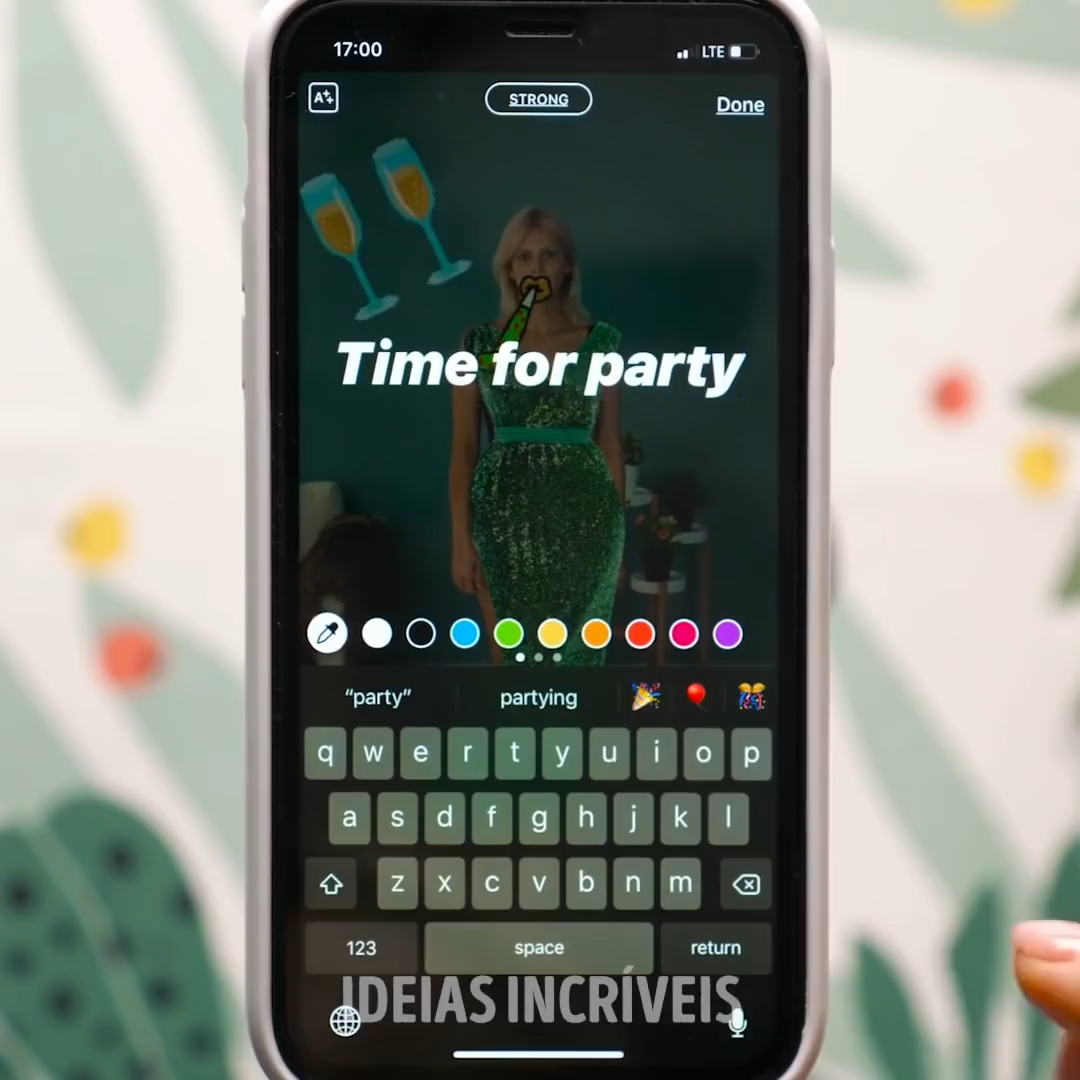 17:00 LTE
A STRONG Done
Time for party
“party” partying
q w e r t y u i o p
a s d f g h j k l
z x c v b n m
123 space return
IDEIAS INCRÍVEIS